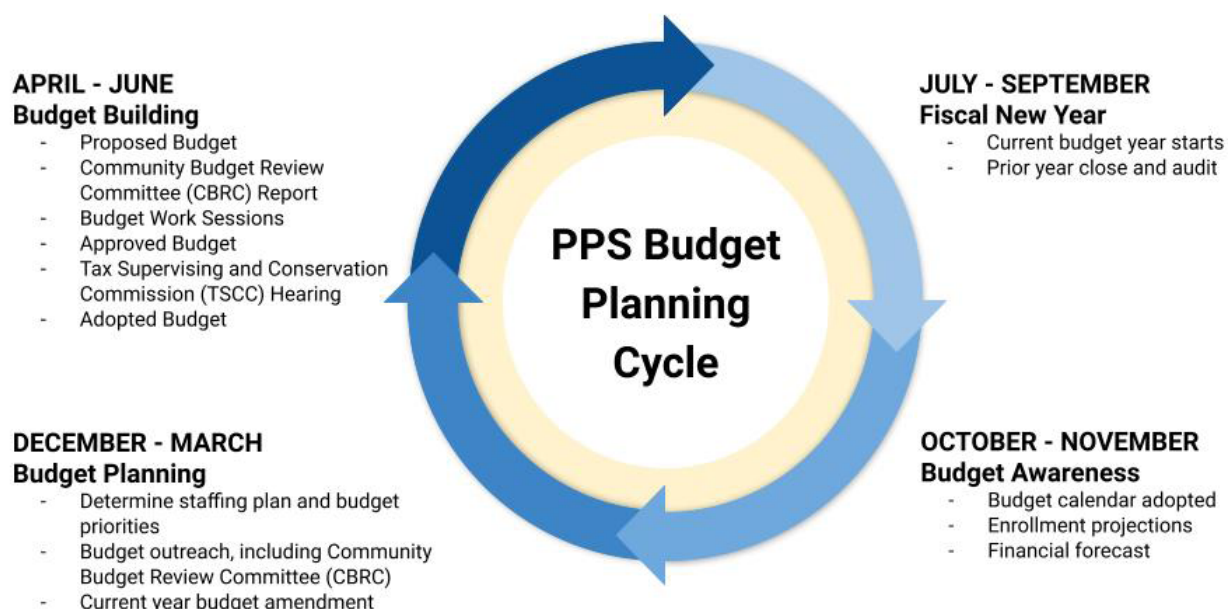 APRIL - JUNE
Budget Building
- Proposed Budget
- Community Budget Review
Committee (CBRC) Report
- Budget Work Sessions
- Approved Budget
- Tax Supervising and Conservation
Commission (TSCC) Hearing
- Adopted Budget
JULY - SEPTEMBER
Fiscal New Year
- Current budget year starts
- Prior year close and audit
PPS Budget
Planning
Cycle
DECEMBER - MARCH
Budget Planning
- Determine staffing plan and budget
priorities
- Budget outreach, including Community
Budget Review Committee (CBRC)
- Current year budget amendment
OCTOBER - NOVEMBER
Budget Awareness
- Budget calendar adopted
- Enrollment projections
- Financial forecast